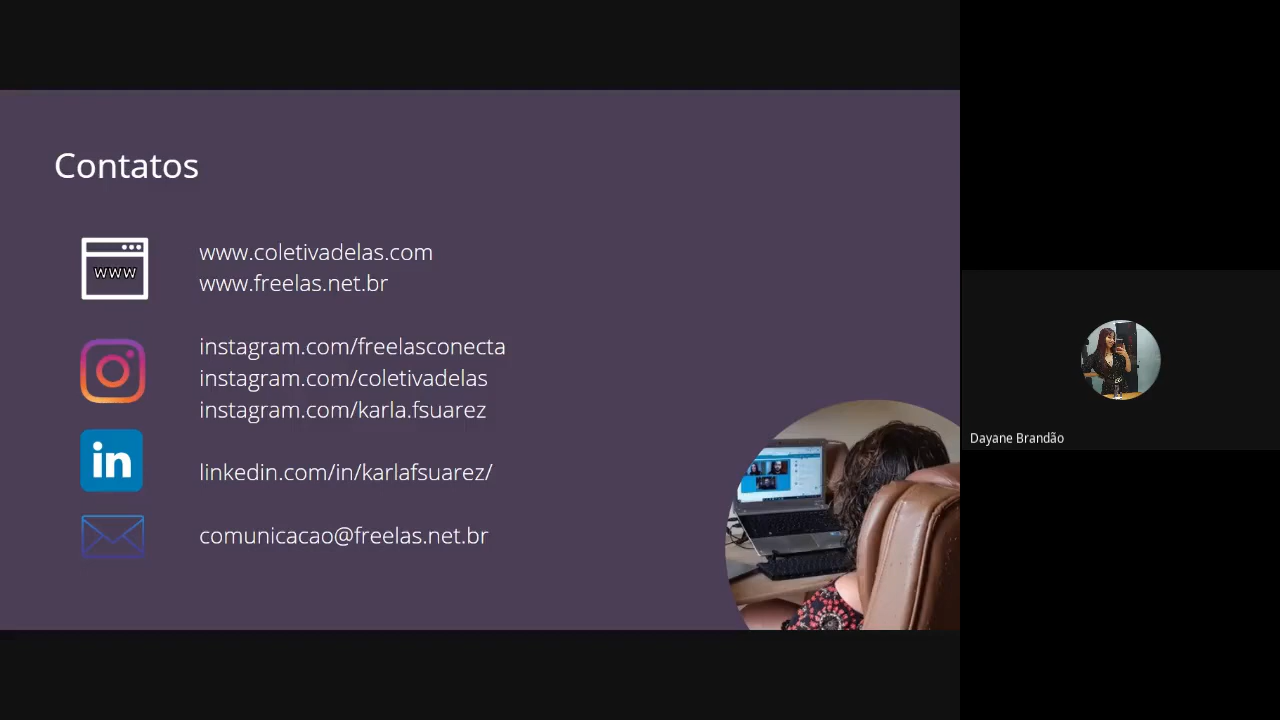 Contatos
www
www.coletivadelas.com
www.freelas.net.br
instagram.com/freelasconecta
instagram.com/coletivadelas
instagram.com/karla.fsuarez
in
linkedin.com/in/karlafsuarez/
comunicacao@freelas.net.br
Dayane Brandão